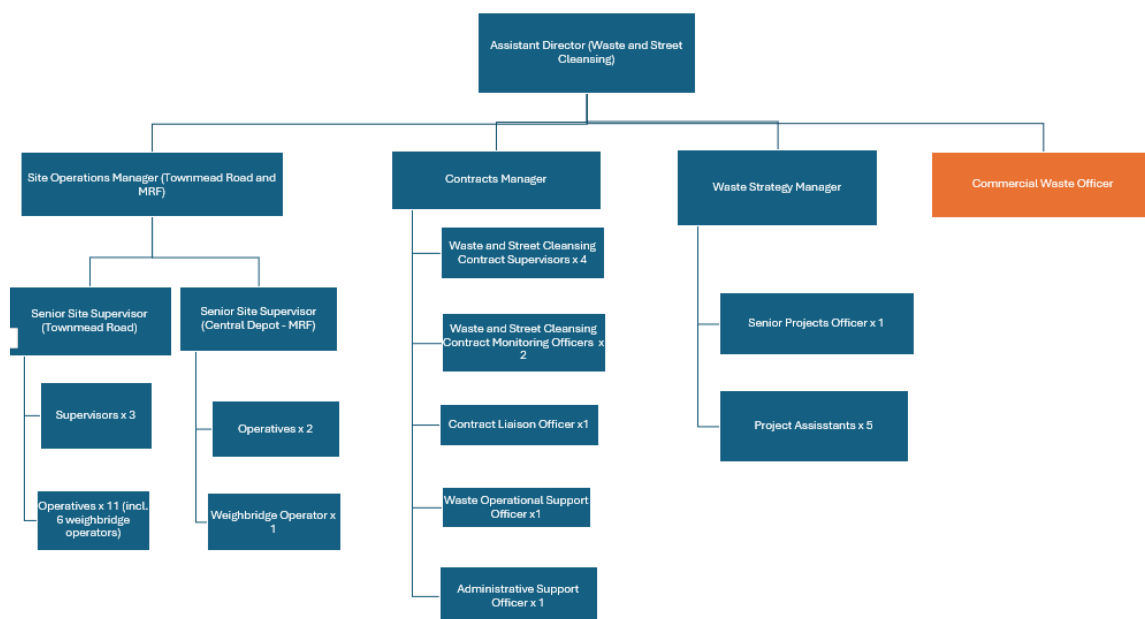 Assistant Director (Waste and Street
Cleansing)
Site Operations Manager (Townmead Road and
MRF)
Contracts Manager
Waste Strategy Manager
Commercial Waste Officer
Senior Site Supervisor
(Townmead Road)
Supervisors x 3
Operatives x 11 (incl.
6 weighbridge
operators)
Senior Site Supervisor
(Central Depot - MRF)
Operatives x 2
Weighbridge Operator x
1
Waste and Street Cleansing
Contract Supervisors x 4
Waste and Street Cleansing
Contract Monitoring Officers x
2
Contract Liaison Officer x1
Waste Operational Support
Officer x1
Administrative Support
Officer x 1
Senior Projects Officer x 1
Project Assisstants x 5